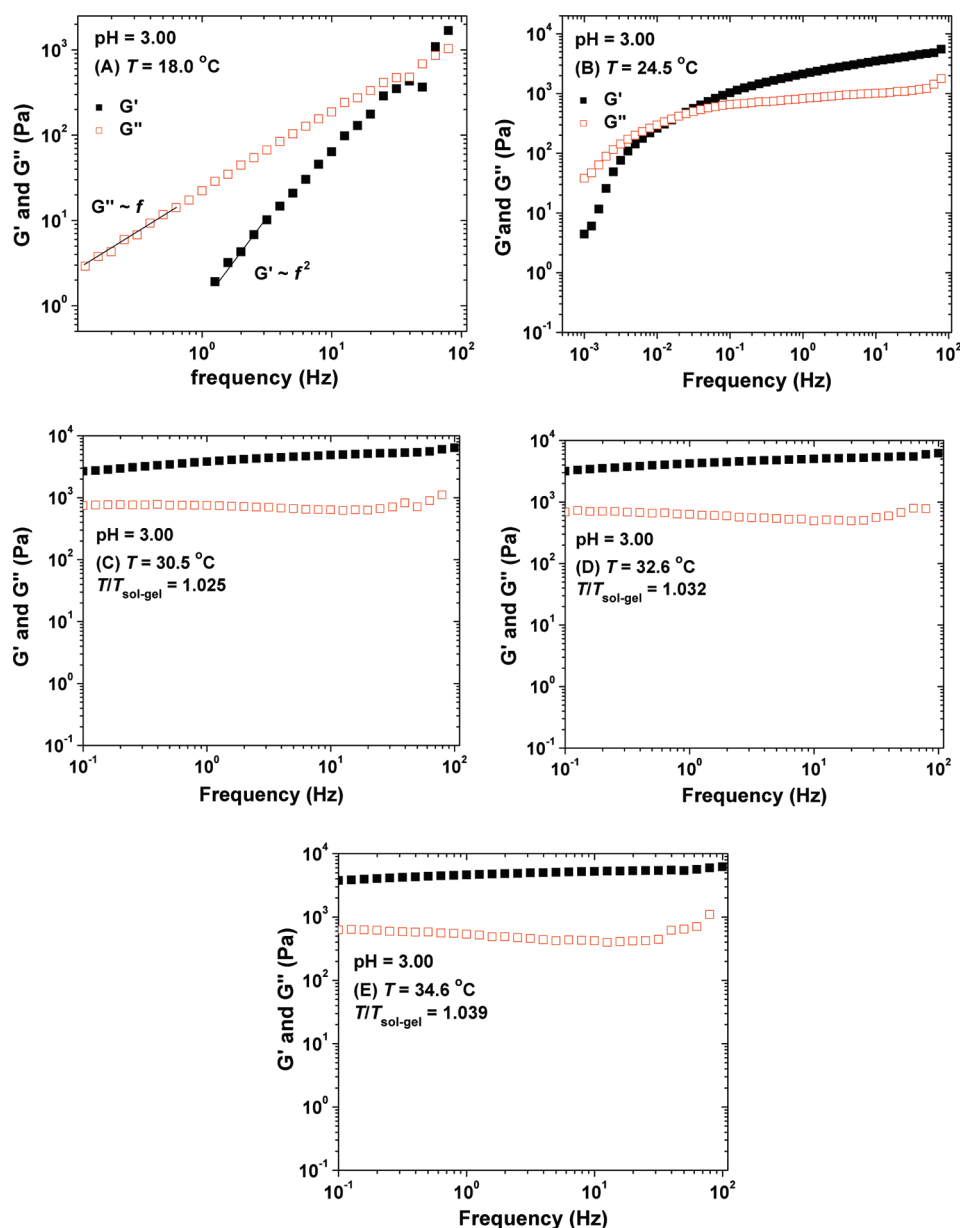 pH = 3.00
(A) T = 18.0 °C
G'
G''
G'' ~ f
G' ~ f²
10³
10²
10¹
10⁰
G' and G'' (Pa)
10⁰
10¹
10²
frequency (Hz)
pH = 3.00
(B) T = 24.5 °C
G'
G''
10⁴
10³
10²
10¹
10⁰
10⁻¹
G'and G'' (Pa)
10⁻³
10⁻²
10⁻¹
10⁰
10¹
10²
Frequency (Hz)
10⁴
10³
10²
10¹
10⁰
10⁻¹
G' and G'' (Pa)
pH = 3.00
(C) T = 30.5 °C
T/Tsol-gel = 1.025
10⁻¹
10⁰
10¹
10²
Frequency (Hz)
10⁴
10³
10²
10¹
10⁰
10⁻¹
G' and G'' (Pa)
pH = 3.00
(D) T = 32.6 °C
T/Tsol-gel = 1.032
10⁻¹
10⁰
10¹
10²
Frequency (Hz)
10⁴
10³
10²
10¹
10⁰
10⁻¹
G' and G'' (Pa)
pH = 3.00
(E) T = 34.6 °C
T/Tsol-gel = 1.039
10⁻¹
10⁰
10¹
10²
Frequency (Hz)